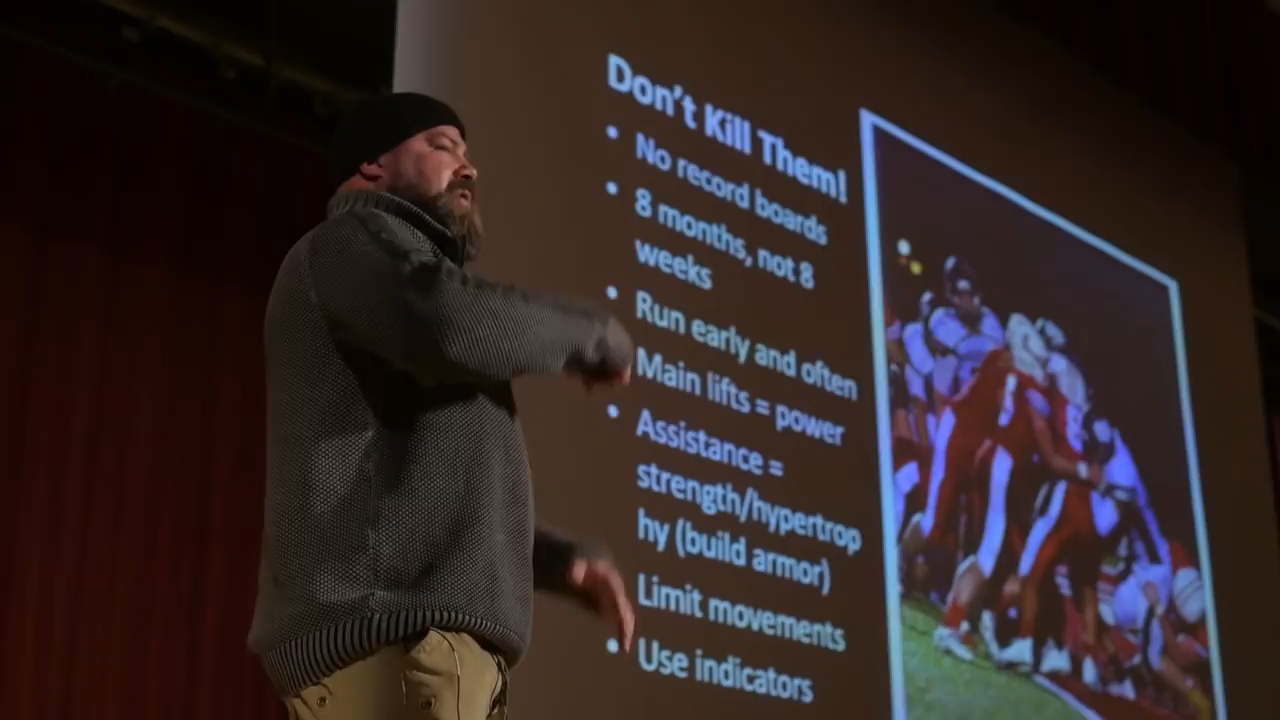 Don't Kill Them!
• No record boards
• 8 months, not 8
weeks
• Run early and often
Main lifts = power
• Assistance =
strength/hypertrop
hy (build armor)
Limit movements
• Use indicators